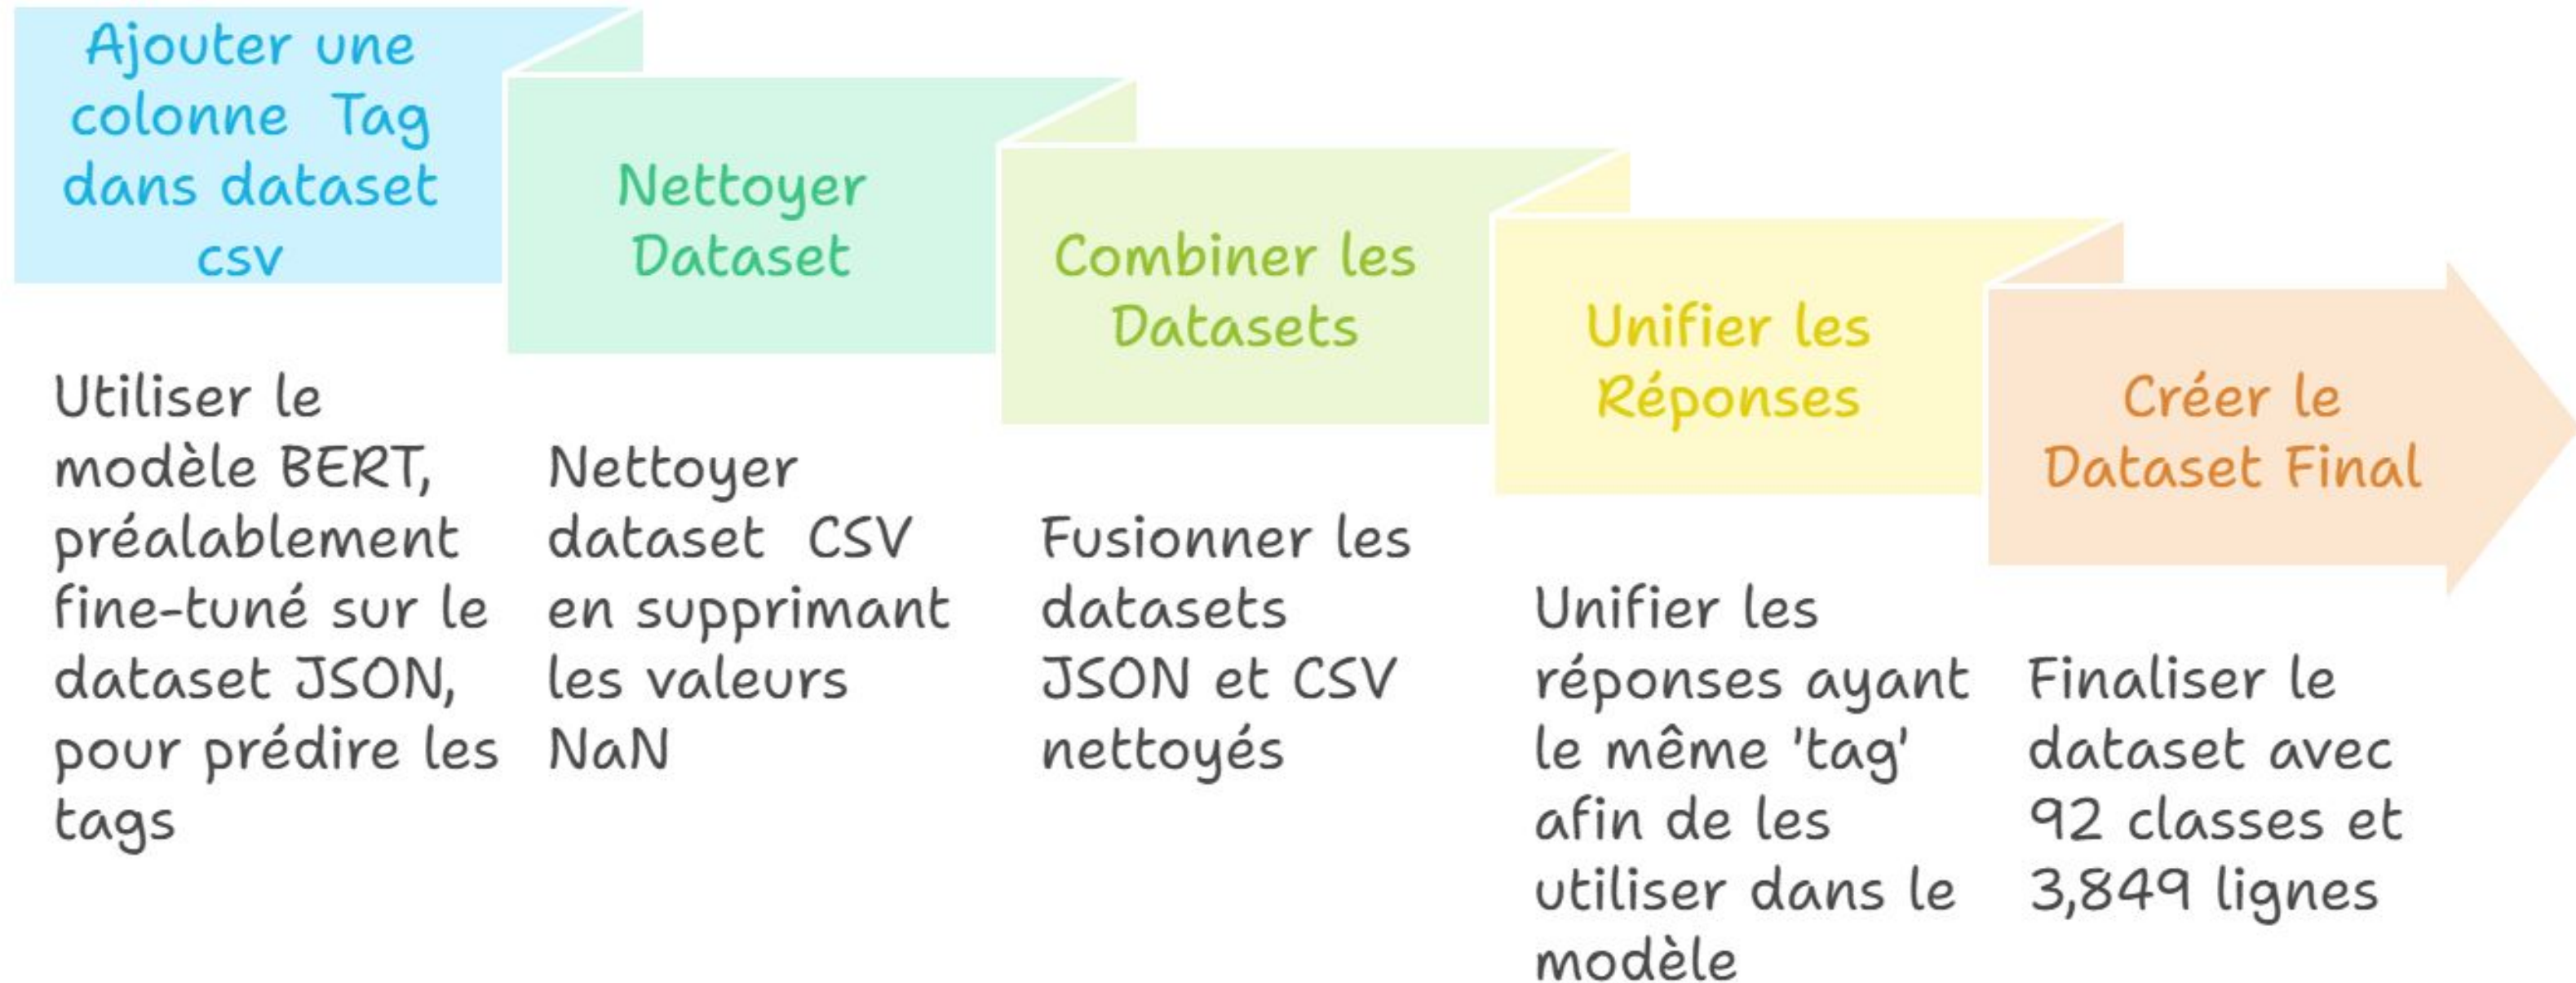 Ajouter une
colonne Tag
dans dataset
csv
Utiliser le
modèle BERT,
préalablement
fine-tuné sur le
dataset JSON,
pour prédire les
tags
Nettoyer
Dataset
Nettoyer
dataset CSV
en supprimant
les valeurs
NaN
Combiner les
Datasets
Fusionner les
datasets
JSON et CSV
nettoyés
Unifier les
Réponses
Unifier les
réponses ayant
le même 'tag'
afin de les
utiliser dans le
modèle
Créer le
Dataset Final
Finaliser le
dataset avec
92 classes et
3,849 lignes